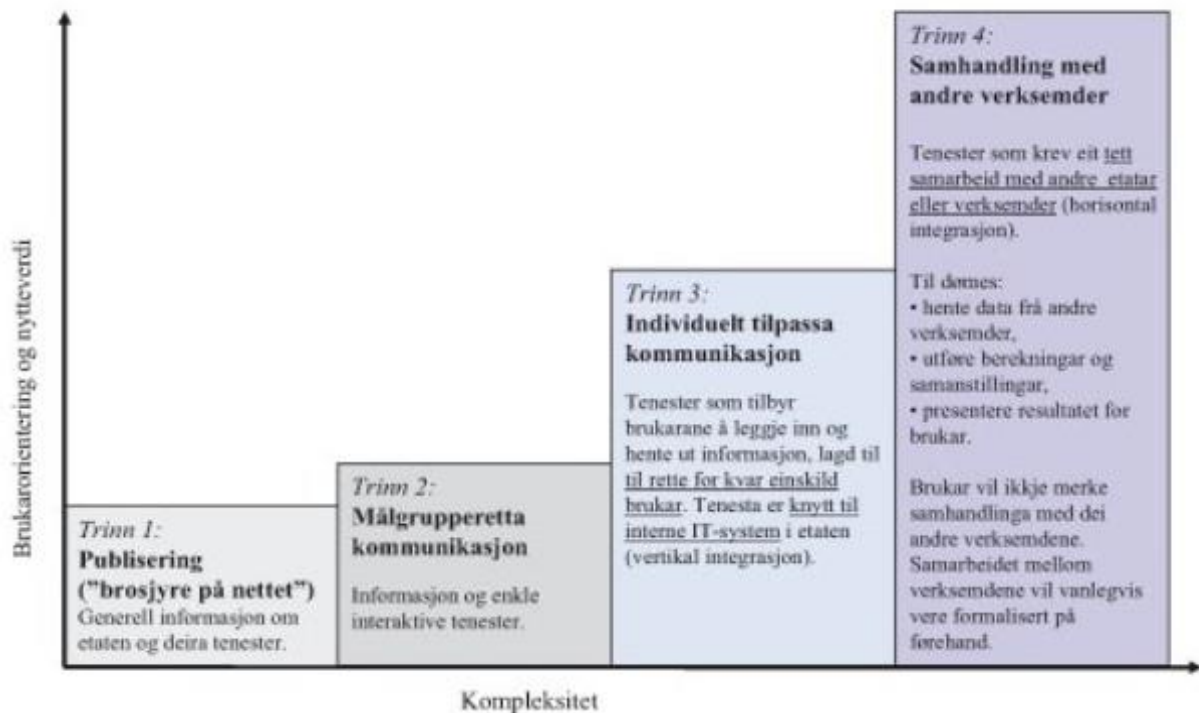 Brukarorientering og nytteverdi
Trinn 1:
Publisering
("brosjyre på nettet")
Generell informasjon om
etaten og deira tenester.
Trinn 2:
Målgrupperetta
kommunikasjon
Informasjon og enkle
interaktive tenester.
Trinn 3:
Individuelt tilpassa
kommunikasjon
Tenester som tilbyr
brukarane å leggje inn og
hente ut informasjon, lagd til
til rette for kvar einskild
brukar. Tenesta er knytt til
interne IT-system i etaten
(vertikal integrasjon).
Trinn 4:
Samhandling med
andre verksemder
Tenester som krev eit tett
samarbeid med andre etatar
eller verksemder (horisontal
integrasjon).
Til dømes:
• hente data frå andre
verksemder,
• utføre berekningar og
samanstillingar,
• presentere resultatet for
brukar.
Brukar vil ikkje merke
samhandlinga med dei
andre verksemdene.
Samarbeidet mellom
verksemdene vil vanlegvis
vere formalisert på
førehand.
Kompleksitet